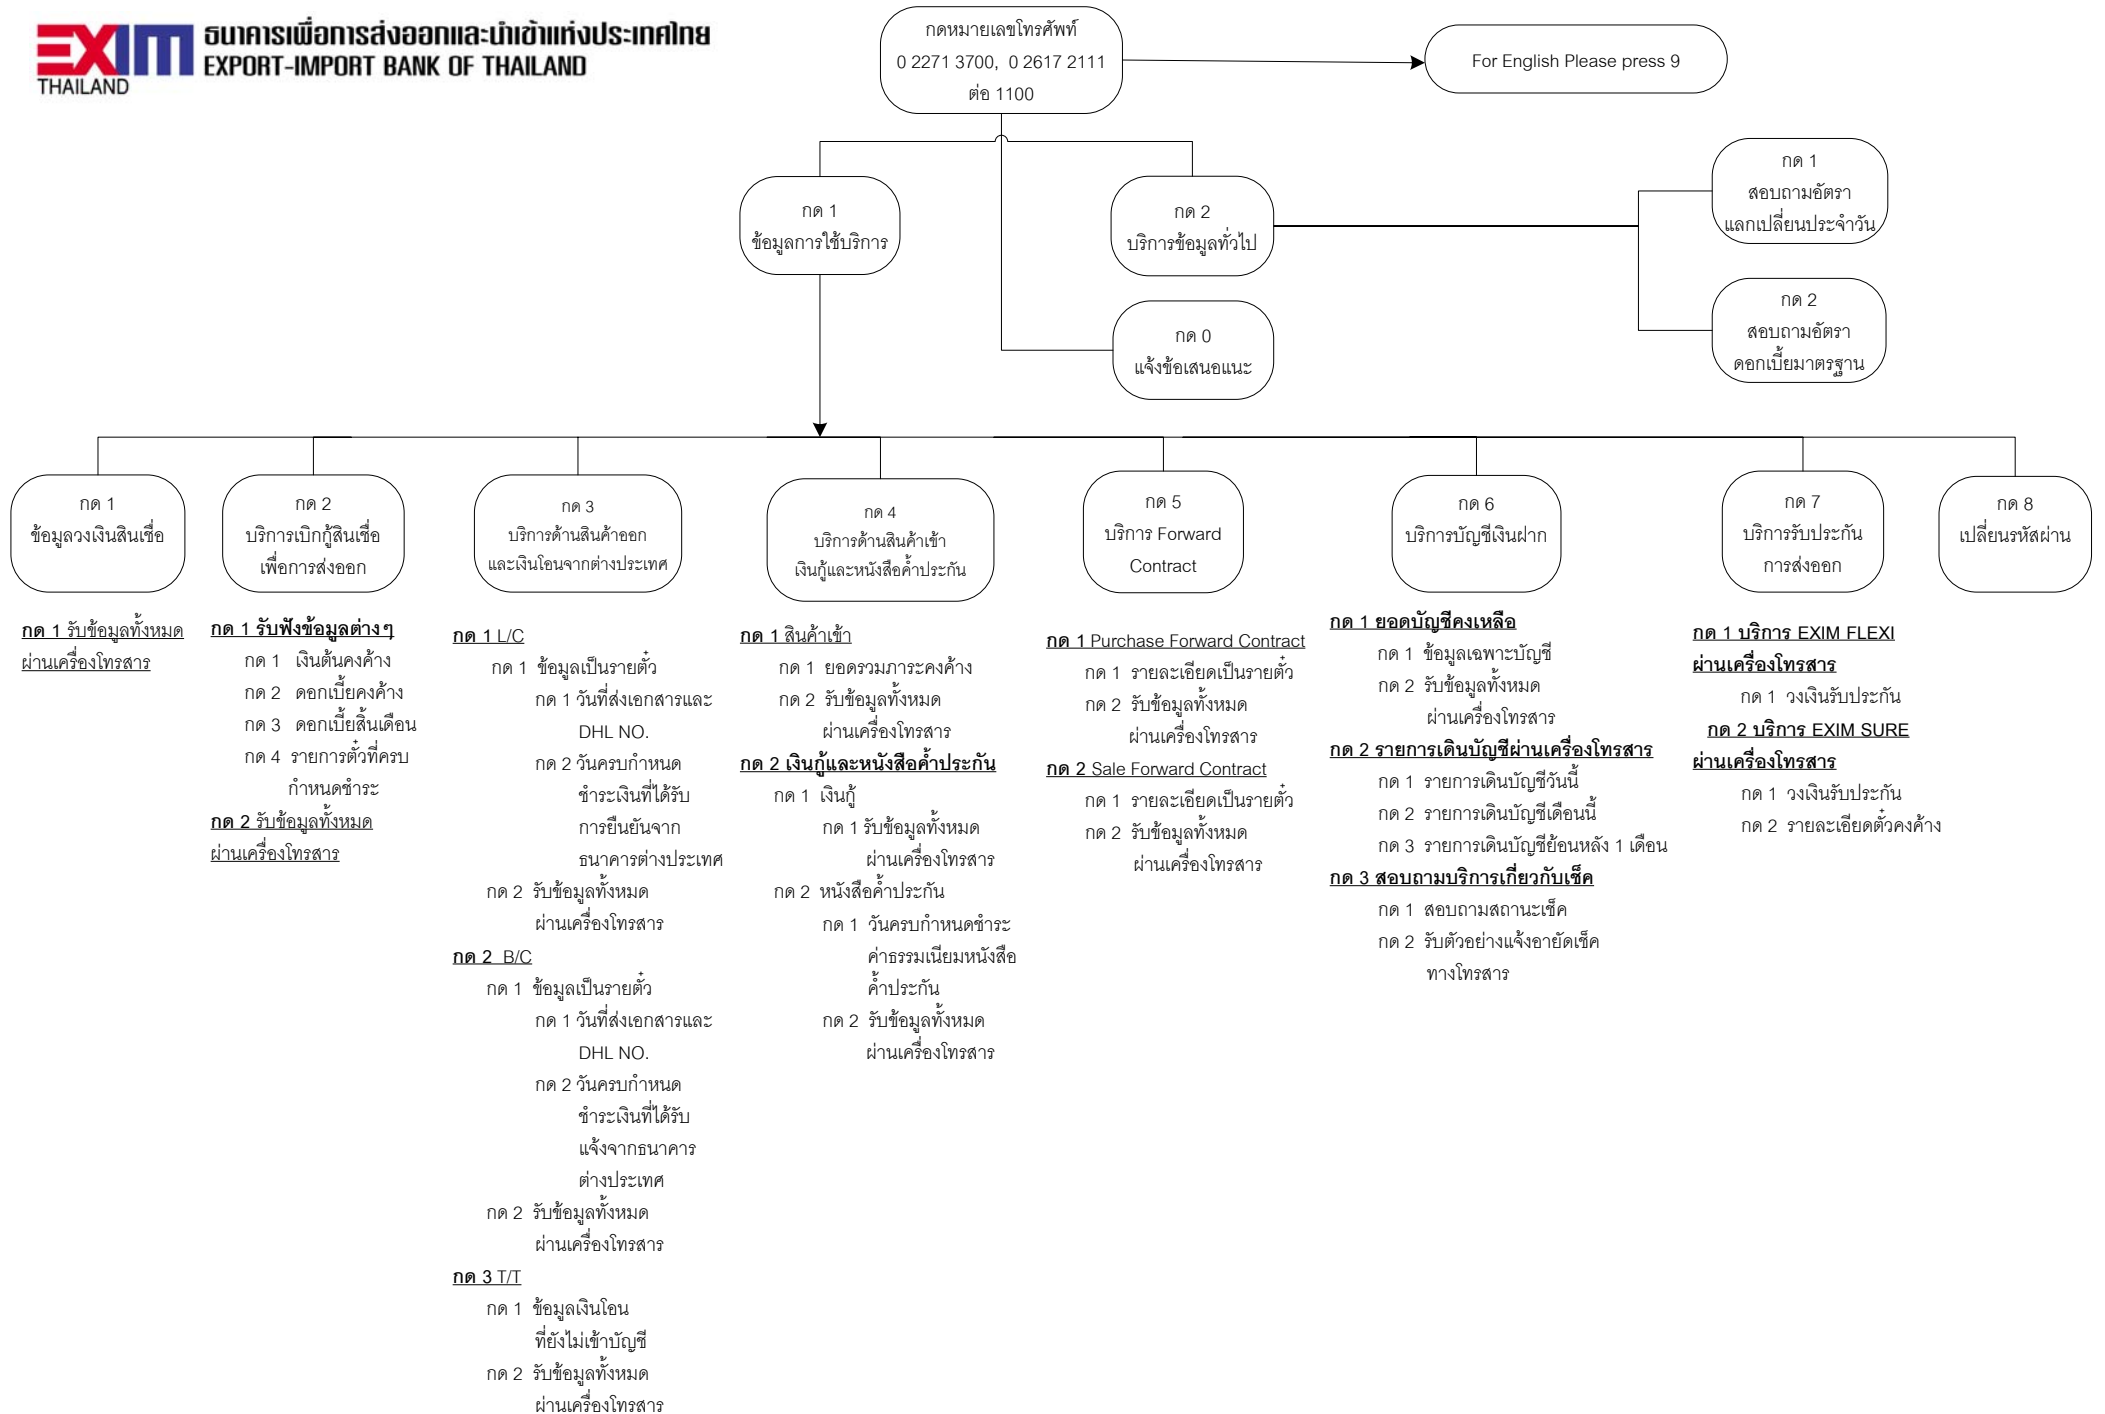 ธนาคารเพื่อการส่งออกและนำเข้าแห่งประเทศไทย
EXIM EXPORT-IMPORT BANK OF THAILAND
THAILAND
กดหมายเลขโทรศัพท์
0 2271 3700, 0 2617 2111
ต่อ 1100
For English Please press 9
กด 1
ข้อมูลการใช้บริการ
กด 2
บริการข้อมูลทั่วไป
กด 1
สอบถามอัตรา
แลกเปลี่ยนประจำวัน
กด 2
สอบถามอัตรา
ดอกเบี้ยมาตรฐาน
กด 0
แจ้งข้อเสนอแนะ
กด 1
ข้อมูลวงเงินสินเชื่อ
กด 1 รับข้อมูลทั้งหมด
ผ่านเครื่องโทรสาร
กด 2
บริการเบิกกู้สินเชื่อ
เพื่อการส่งออก
กด 1 รับฟังข้อมูลต่างๆ
กด 1 เงินต้นคงค้าง
กด 2 ดอกเบี้ยคงค้าง
กด 3 ดอกเบี้ยสิ้นเดือน
กด 4 รายการตั๋วที่ครบ
กำหนดชำระ
กด 2 รับข้อมูลทั้งหมด
ผ่านเครื่องโทรสาร
กด 3
บริการด้านสินค้าออก
และเงินโอนจากต่างประเทศ
กด 1 L/C
กด 1 ข้อมูลเป็นรายตั๋ว
กด 1 วันที่ส่งเอกสารและ
DHL NO.
กด 2 วันครบกำหนด
ชำระเงินที่ได้รับ
การยืนยันจาก
ธนาคารต่างประเทศ
กด 2 รับข้อมูลทั้งหมด
ผ่านเครื่องโทรสาร
กด 2 B/C
กด 1 ข้อมูลเป็นรายตั๋ว
กด 1 วันที่ส่งเอกสารและ
DHL NO.
กด 2 วันครบกำหนด
ชำระเงินที่ได้รับ
แจ้งจากธนาคาร
ต่างประเทศ
กด 2 รับข้อมูลทั้งหมด
ผ่านเครื่องโทรสาร
กด 3 T/T
กด 1 ข้อมูลเงินโอน
ที่ยังไม่เข้าบัญชี
กด 2 รับข้อมูลทั้งหมด
ผ่านเครื่องโทรสาร
กด 4
บริการด้านสินค้าเข้า
เงินกู้และหนังสือค้ำประกัน
กด 1 สินค้าเข้า
กด 1 ยอดรวมภาระคงค้าง
กด 2 รับข้อมูลทั้งหมด
ผ่านเครื่องโทรสาร
กด 2 เงินกู้และหนังสือค้ำประกัน
กด 1 เงินกู้
กด 1 รับข้อมูลทั้งหมด
ผ่านเครื่องโทรสาร
กด 2 หนังสือค้ำประกัน
กด 1 วันครบกำหนดชำระ
ค่าธรรมเนียมหนังสือ
ค้ำประกัน
กด 2 รับข้อมูลทั้งหมด
ผ่านเครื่องโทรสาร
กด 5
บริการ Forward
Contract
กด 1 Purchase Forward Contract
กด 1 รายละเอียดเป็นรายตั๋ว
กด 2 รับข้อมูลทั้งหมด
ผ่านเครื่องโทรสาร
กด 2 Sale Forward Contract
กด 1 รายละเอียดเป็นรายตั๋ว
กด 2 รับข้อมูลทั้งหมด
ผ่านเครื่องโทรสาร
กด 6
บริการบัญชีเงินฝาก
กด 1 ยอดบัญชีคงเหลือ
กด 1 ข้อมูลเฉพาะบัญชี
กด 2 รับข้อมูลทั้งหมด
ผ่านเครื่องโทรสาร
กด 2 รายการเดินบัญชีผ่านเครื่องโทรสาร
กด 1 รายการเดินบัญชีวันนี้
กด 2 รายการเดินบัญชีเดือนนี้
กด 3 รายการเดินบัญชีย้อนหลัง 1 เดือน
กด 3 สอบถามบริการเกี่ยวกับเช็ค
กด 1 สอบถามสถานะเช็ค
กด 2 รับตัวอย่างแจ้งอายัดเช็ค
ทางโทรสาร
กด 7
บริการรับประกัน
การส่งออก
กด 1 บริการ EXIM FLEXI
ผ่านเครื่องโทรสาร
กด 1 วงเงินรับประกัน
กด 2 บริการ EXIM SURE
ผ่านเครื่องโทรสาร
กด 1 วงเงินรับประกัน
กด 2 รายละเอียดตั๋วคงค้าง
กด 8
เปลี่ยนรหัสผ่าน